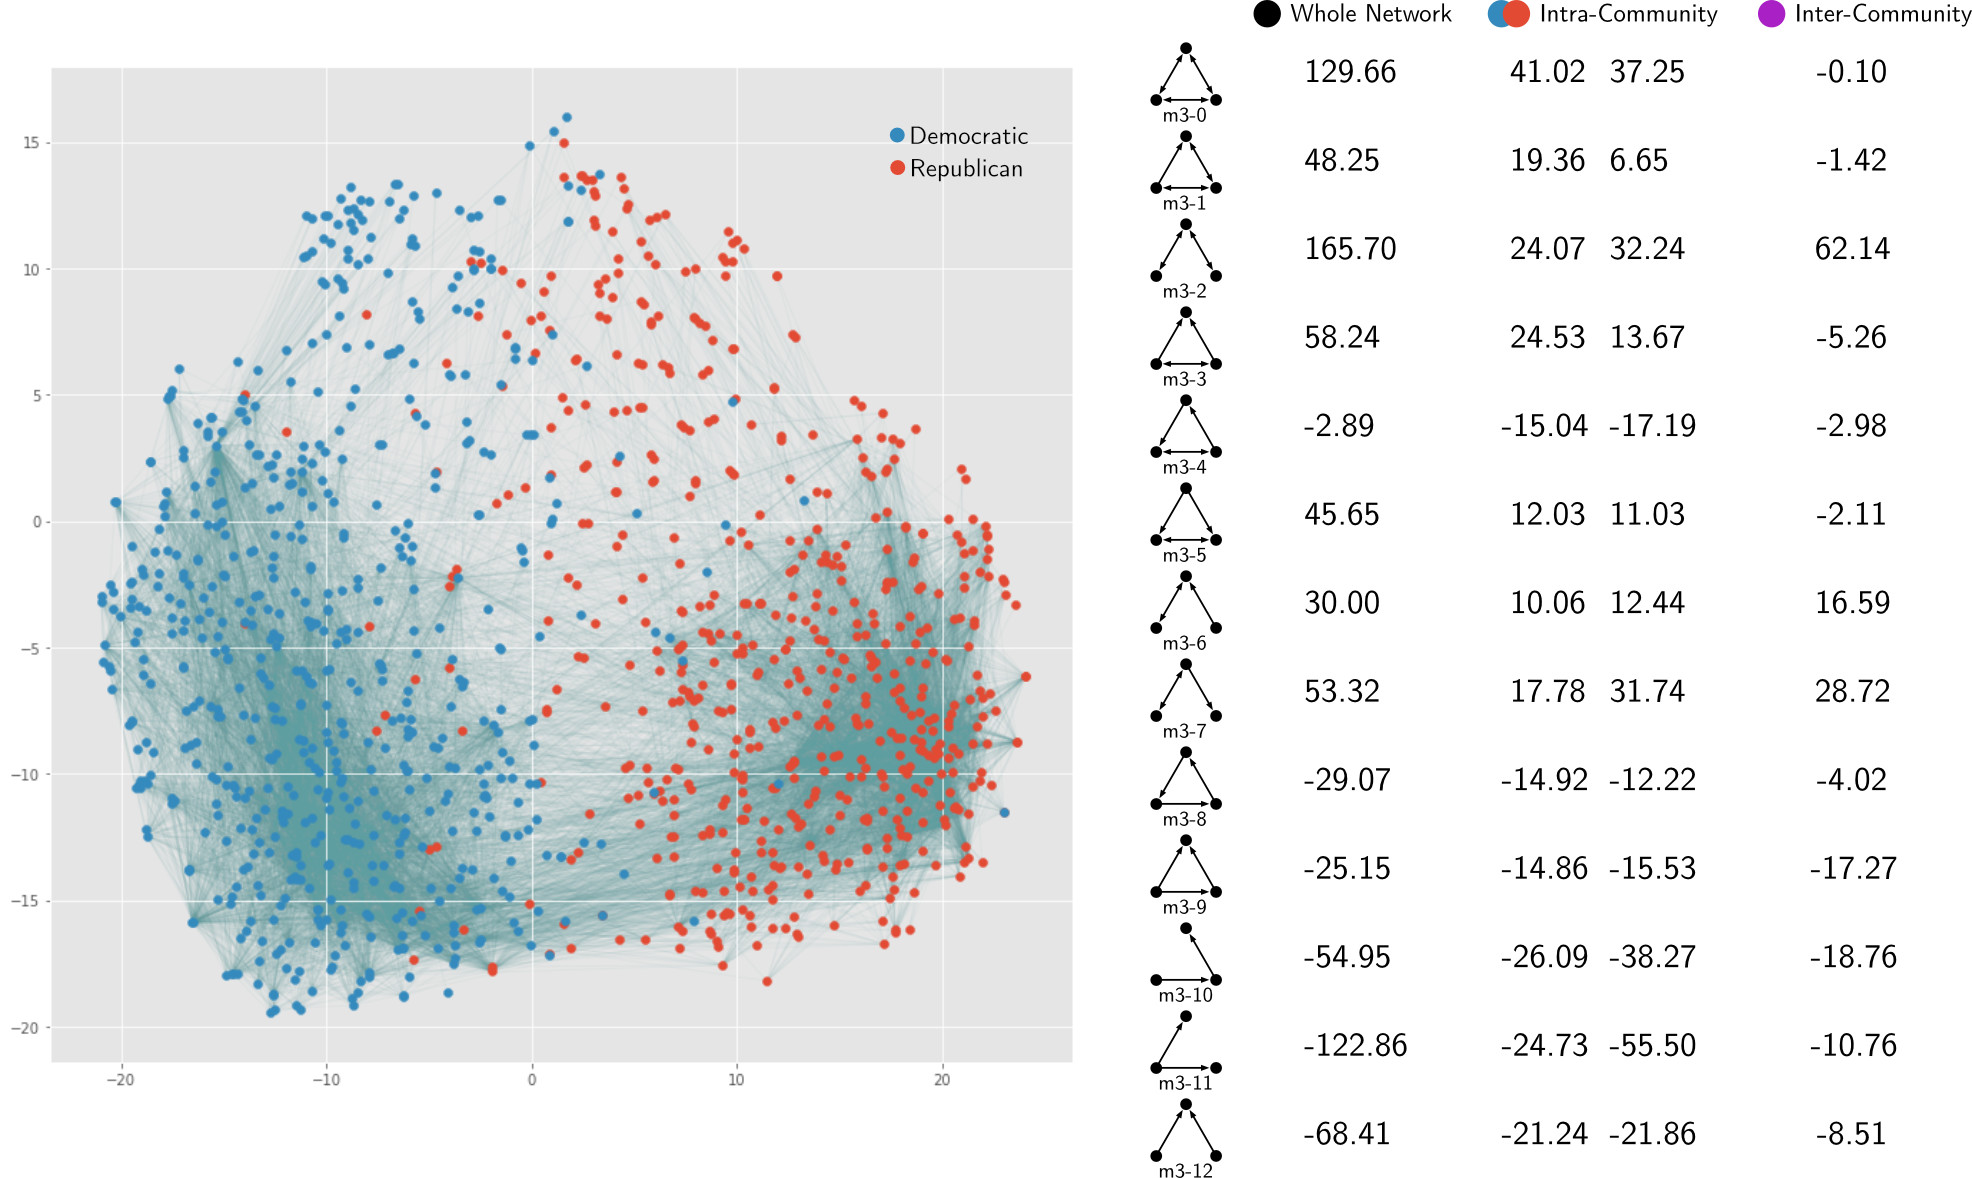 Whole Network Intra-Community Inter-Community
15
10
5
0
−5
−10
−15
−20
−20 −10 0 10 20
Democratic
Republican
129.66 41.02 37.25 -0.10
m3-0
48.25 19.36 6.65 -1.42
m3-1
165.70 24.07 32.24 62.14
m3-2
58.24 24.53 13.67 -5.26
m3-3
-2.89 -15.04 -17.19 -2.98
m3-4
45.65 12.03 11.03 -2.11
m3-5
30.00 10.06 12.44 16.59
m3-6
53.32 17.78 31.74 28.72
m3-7
-29.07 -14.92 -12.22 -4.02
m3-8
-25.15 -14.86 -15.53 -17.27
m3-9
-54.95 -26.09 -38.27 -18.76
m3-10
-122.86 -24.73 -55.50 -10.76
m3-11
-68.41 -21.24 -21.86 -8.51
m3-12